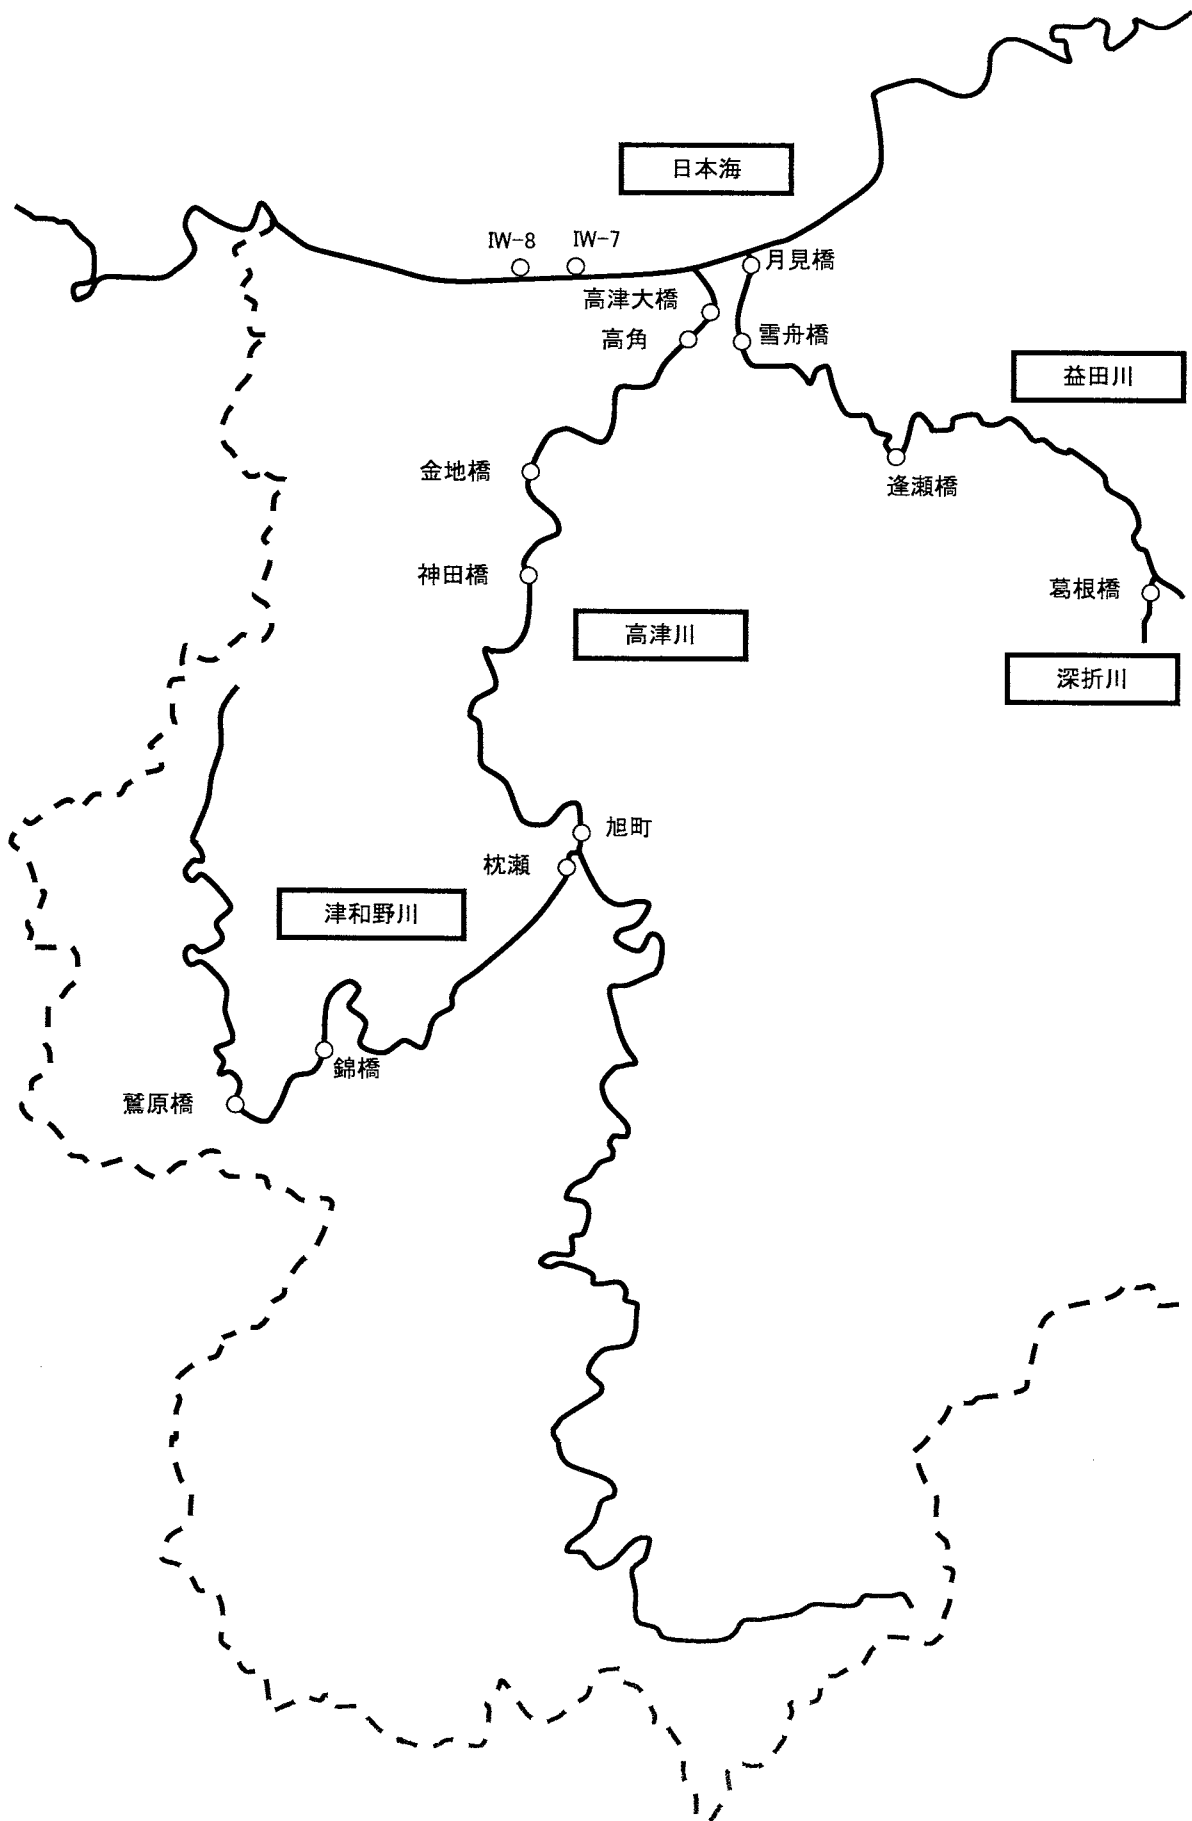 日本海
IW-8
IW-7
月見橋
高津大橋
高角
雪舟橋
益田川
金地橋
逢瀬橋
神田橋
葛根橋
高津川
深折川
旭町
枕瀬
津和野川
錦橋
鷲原橋